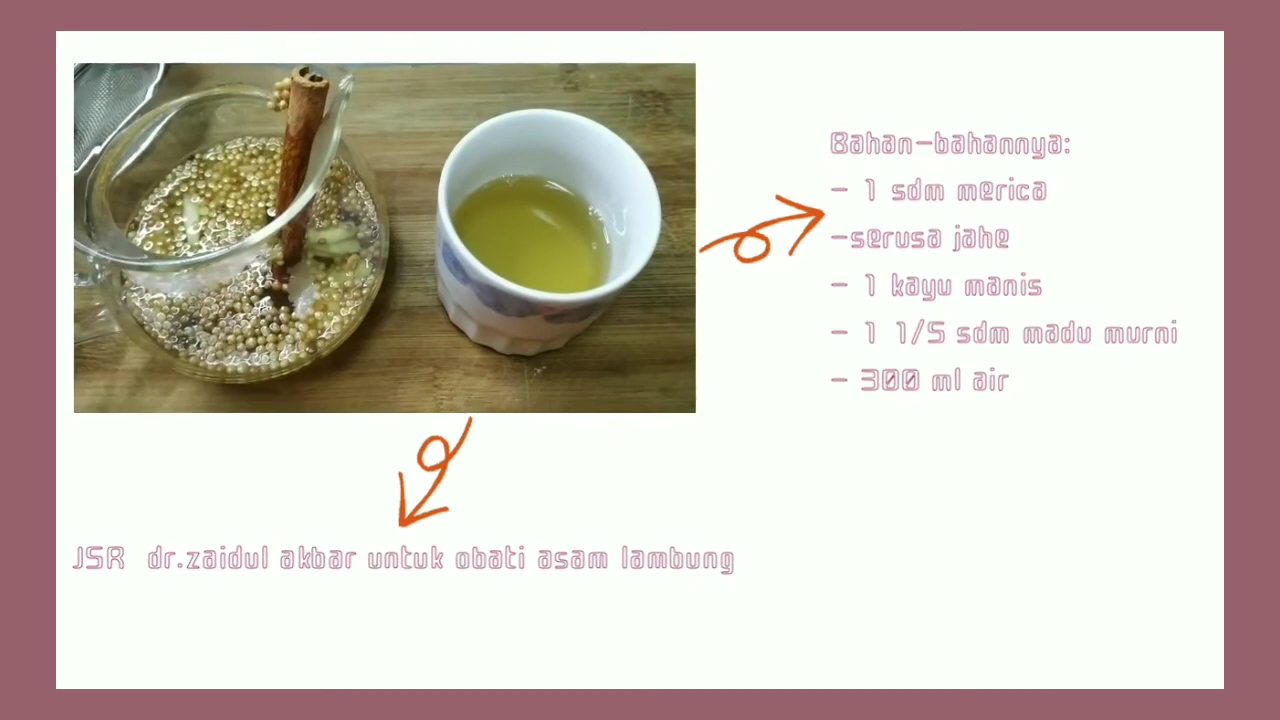 Bahan-bahannya:
- 1 sdm merica
-serusa jahe
- 1 kayu manis
- 1 1/5 sdm madu murni
- 300 ml air
JSR dr.zaidul akbar untuk obati asam lambung